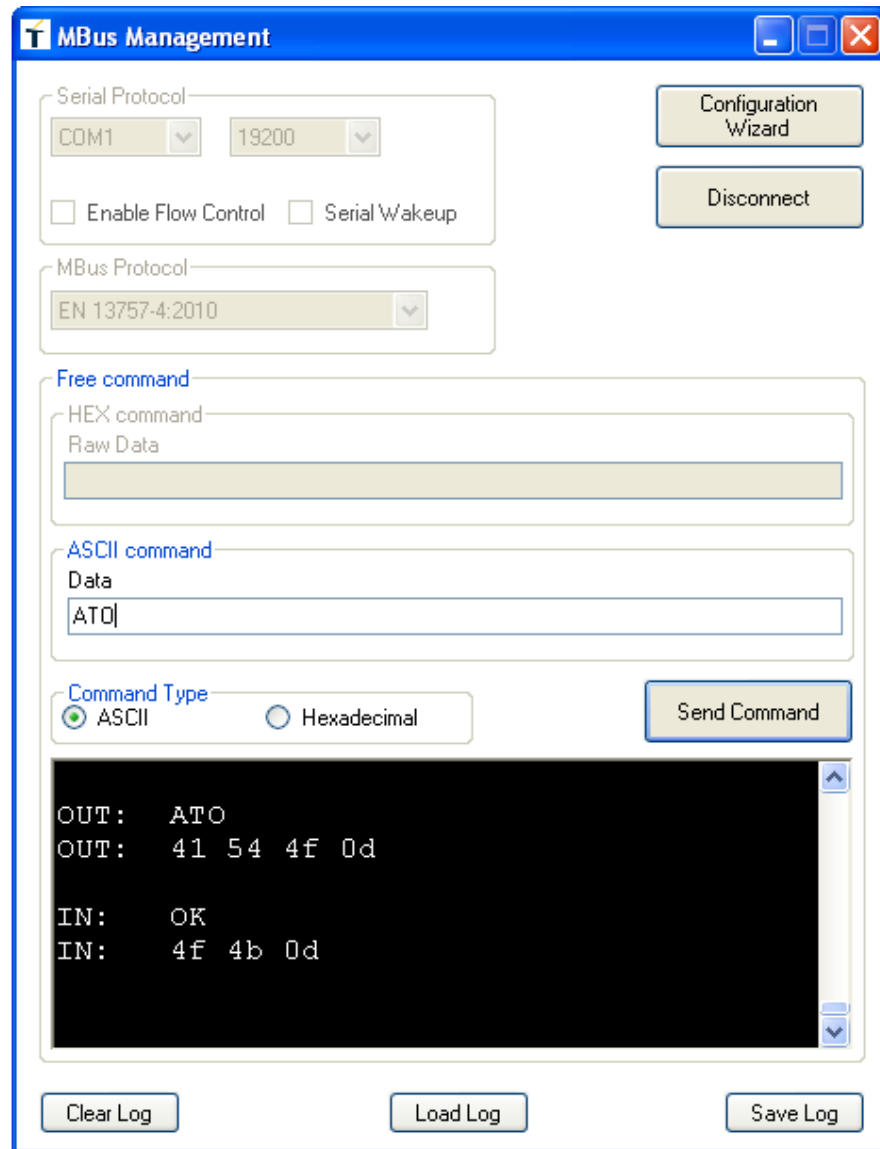 MBus Management
Serial Protocol
COM1
19200
Enable Flow Control
Serial Wakeup
Configuration
Wizard
Disconnect
MBus Protocol
EN 13757-4:2010
Free command
HEX command
Raw Data
ASCII command
Data
ATO
Command Type
ASCII
Hexadecimal
Send Command
OUT: ATO
OUT: 41 54 4f 0d
IN: OK
IN: 4f 4b 0d
Clear Log
Load Log
Save Log